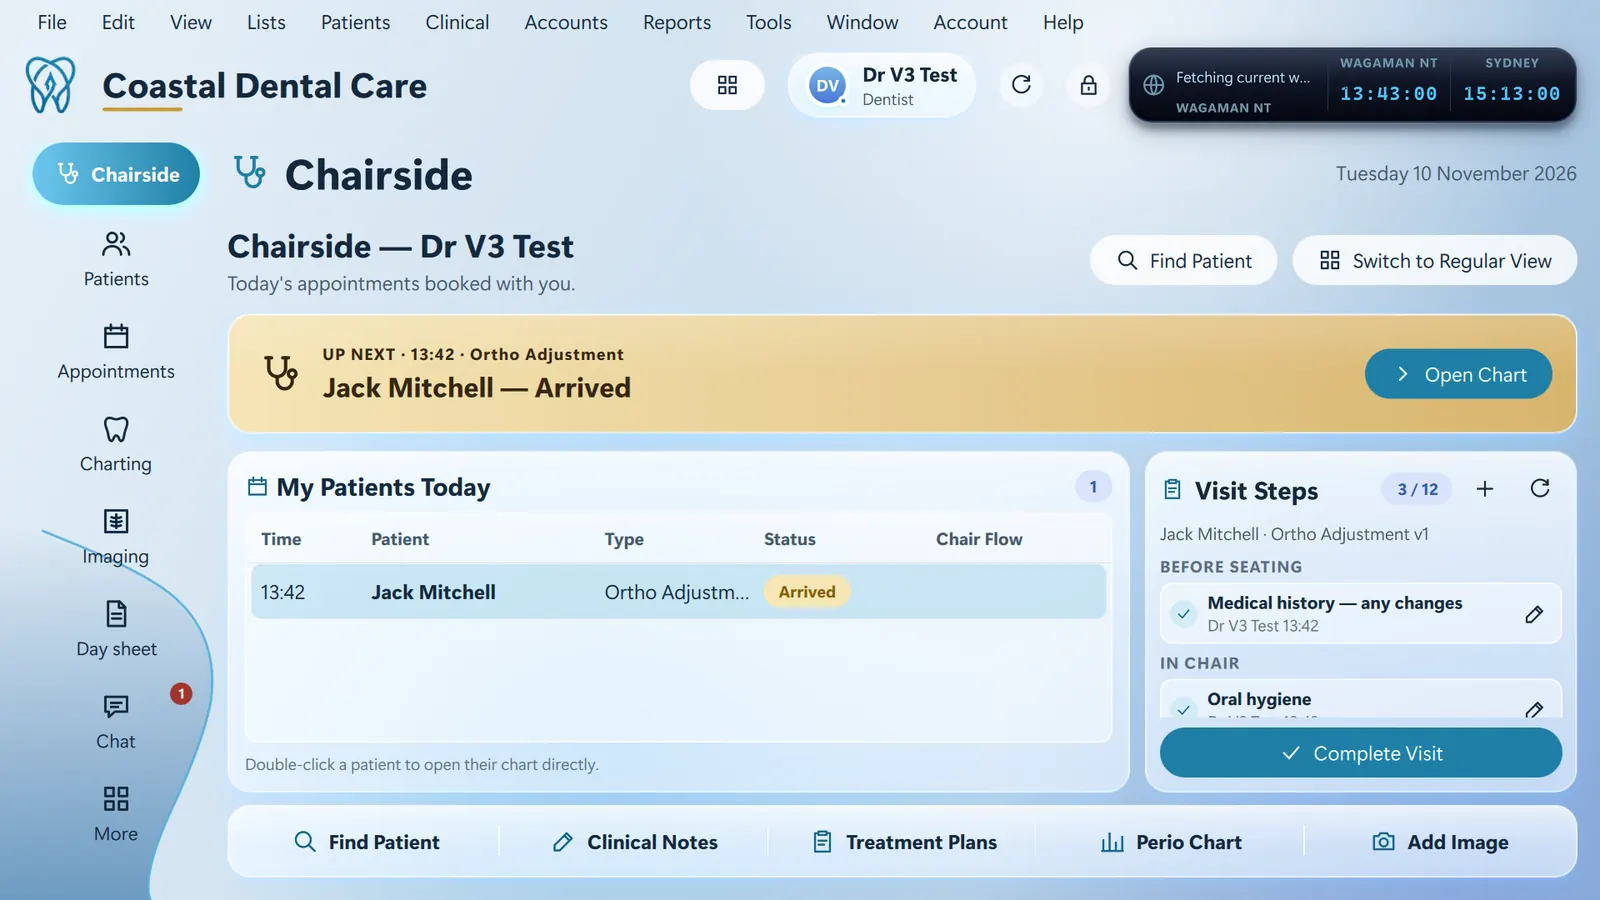 File Edit View Lists Patients Clinical Accounts Reports Tools Window Account Help
Coastal Dental Care
DV
Dr V3 Test
Dentist
Fetching current w...
WAGAMAN NT
WAGAMAN NT
13:43:00
SYDNEY
15:13:00
Chairside
Patients
Appointments
Charting
Imaging
Day sheet
1
Chat
More
Chairside
Tuesday 10 November 2026
Chairside — Dr V3 Test
Today's appointments booked with you.
Find Patient
Switch to Regular View
UP NEXT · 13:42 · Ortho Adjustment
Jack Mitchell — Arrived
Open Chart
My Patients Today
1
Time Patient Type Status Chair Flow
13:42 Jack Mitchell Ortho Adjustm... Arrived
Double-click a patient to open their chart directly.
Visit Steps
3 / 12
Jack Mitchell · Ortho Adjustment v1
BEFORE SEATING
Medical history — any changes
Dr V3 Test 13:42
IN CHAIR
Oral hygiene
Complete Visit
Find Patient
Clinical Notes
Treatment Plans
Perio Chart
Add Image